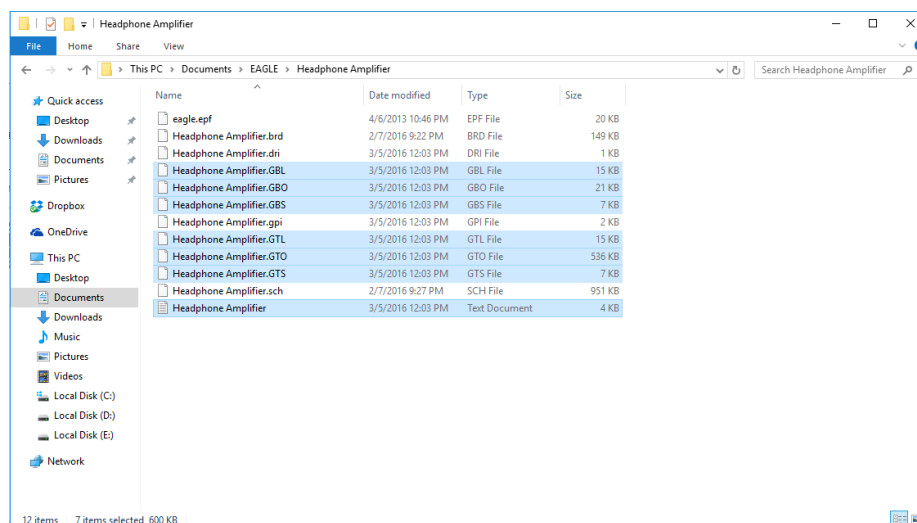 Headphone Amplifier
File Home Share View
This PC Documents EAGLE Headphone Amplifier Search Headphone Amplifier
Quick access
Desktop
Downloads
Documents
Pictures
Dropbox
OneDrive
This PC
Desktop
Documents
Downloads
Music
Pictures
Videos
Local Disk (C:)
Local Disk (D:)
Local Disk (E:)
Network
Name Date modified Type Size
eagle.epf 4/6/2013 10:46 PM EPF File 20 KB
Headphone Amplifier.brd 2/7/2016 9:22 PM BRD File 149 KB
Headphone Amplifier.dri 3/5/2016 12:03 PM DRI File 1 KB
Headphone Amplifier.GBL 3/5/2016 12:03 PM GBL File 15 KB
Headphone Amplifier.GBO 3/5/2016 12:03 PM GBO File 21 KB
Headphone Amplifier.GBS 3/5/2016 12:03 PM GBS File 7 KB
Headphone Amplifier.gpi 3/5/2016 12:03 PM GPI File 2 KB
Headphone Amplifier.GTL 3/5/2016 12:03 PM GTL File 15 KB
Headphone Amplifier.GTO 3/5/2016 12:03 PM GTO File 536 KB
Headphone Amplifier.GTS 3/5/2016 12:03 PM GTS File 7 KB
Headphone Amplifier.sch 2/7/2016 9:27 PM SCH File 951 KB
Headphone Amplifier 3/5/2016 12:03 PM Text Document 4 KB
12 items 7 items selected 600 KB